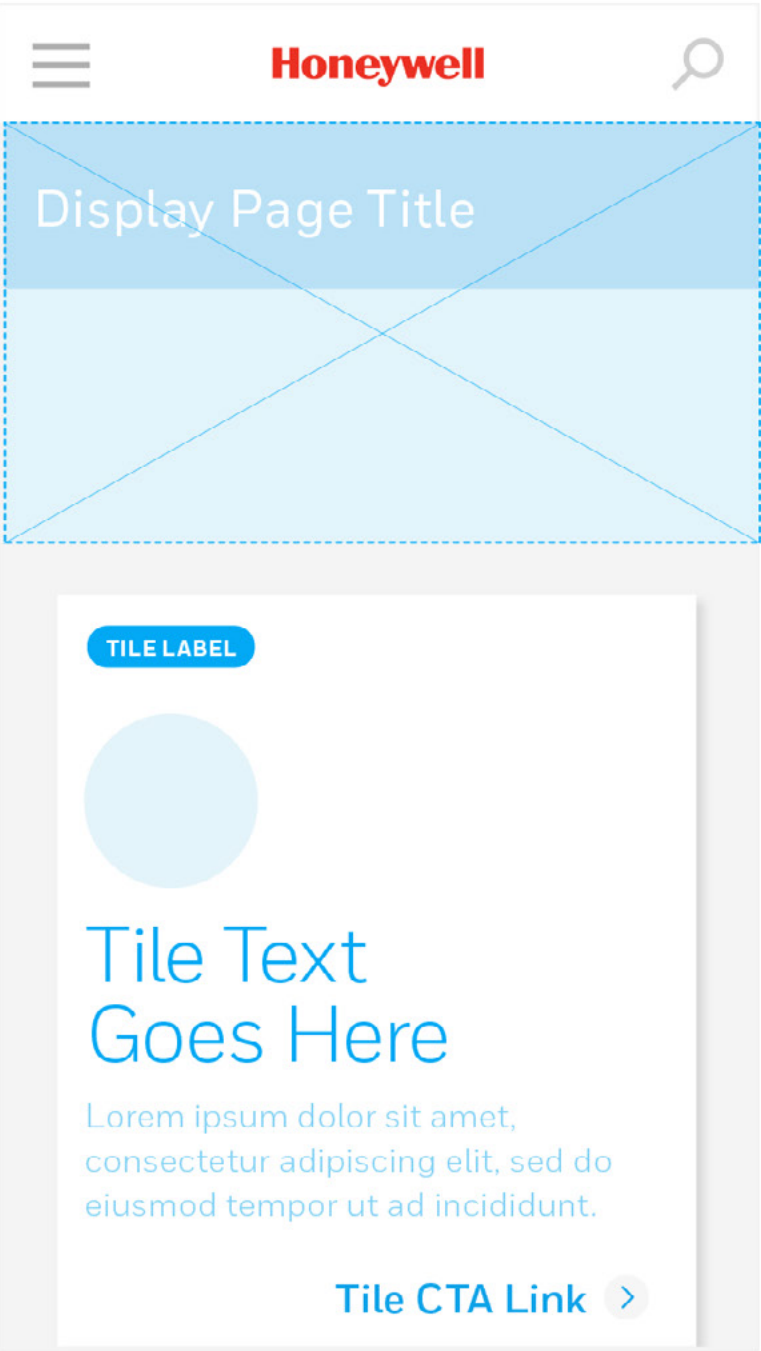 Honeywell
Display Page Title
TILE LABEL
Tile Text
Goes Here
Lorem ipsum dolor sit amet,
consectetur adipiscing elit, sed do
eiusmod tempor ut ad incididunt.
Tile CTA Link